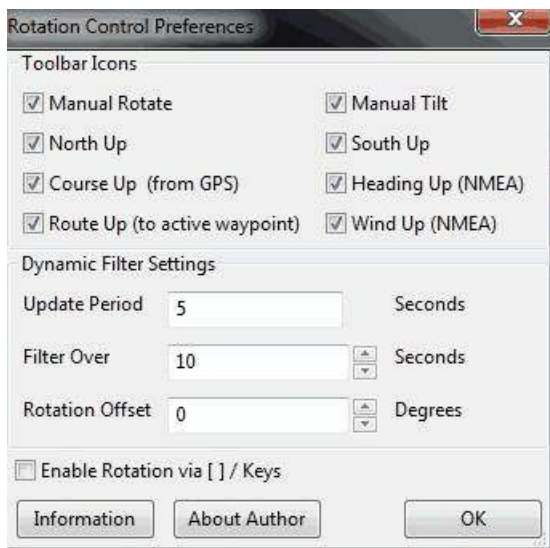 Rotation Control Preferences
Toolbar Icons
Manual Rotate Manual Tilt
North Up South Up
Course Up (from GPS) Heading Up (NMEA)
Route Up (to active waypoint) Wind Up (NMEA)
Dynamic Filter Settings
Update Period 5 Seconds
Filter Over 10 Seconds
Rotation Offset 0 Degrees
Enable Rotation via [ ] / Keys
Information About Author OK